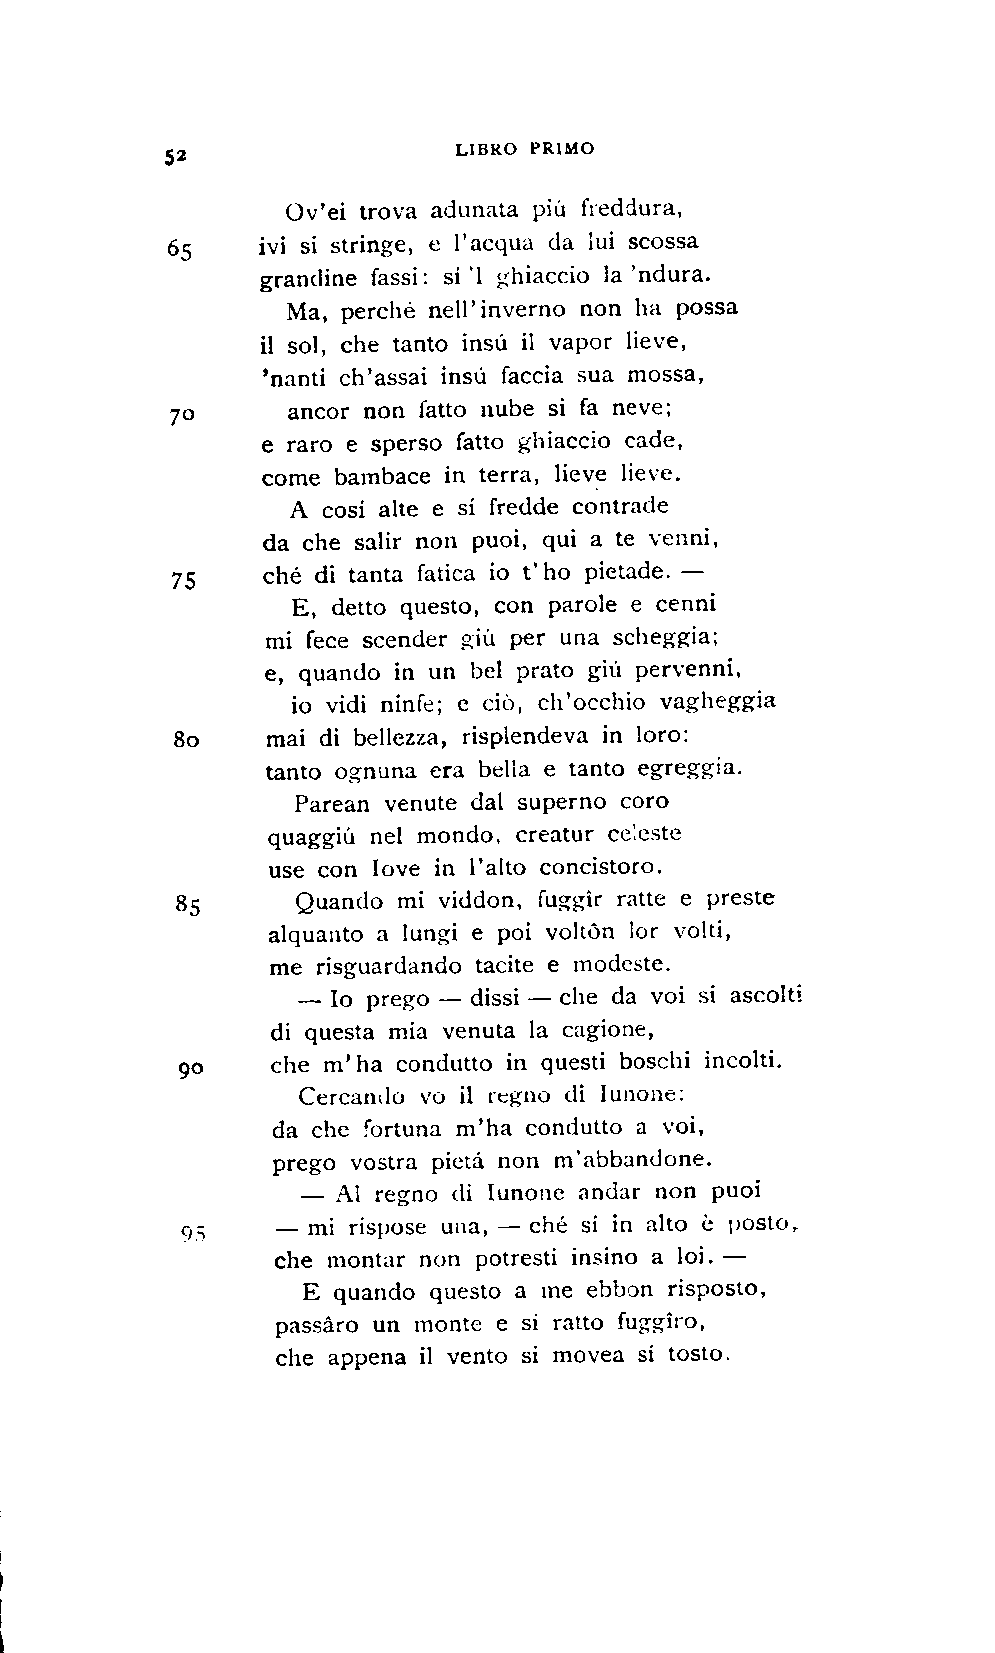 52 LIBRO PRIMO
Ov'ei trova adunata piú freddura,
65 ivi si stringe, e l'acqua da lui scossa
grandine fassi: si 'l ghiaccio la 'ndura.
Ma, perché nell'inverno non ha possa
il sol, che tanto insú il vapor lieve,
'nanti ch'assai insú faccia sua mossa,
70 ancor non fatto nube si fa neve;
e raro e sperso fatto ghiaccio cade,
come bambace in terra, lieve lieve.
A cosi alte e sí fredde contrade
da che salir non puoi, qui a te venni,
75 ché di tanta fatica io t'ho pietade. —
E, detto questo, con parole e cenni
mi fece scender giú per una scheggia;
e, quando in un bel prato giú pervenni,
io vidi ninfe; e ciò, ch'occhio vagheggia
80 mai di bellezza, risplendeva in loro:
tanto ognuna era bella e tanto egreggia.
Parean venute dal superno coro
quaggiú nel mondo, creatur celeste
use con Iove in l'alto concistoro.
85 Quando mi viddon, fuggîr ratte e preste
alquanto a lungi e poi voltôn lor volti,
me risguardando tacite e modeste.
— Io prego — dissi — che da voi si ascolti
di questa mia venuta la cagione,
90 che m'ha condutto in questi boschi incolti.
Cercando vo il regno di Iunone:
da che fortuna m'ha condutto a voi,
prego vostra pietá non m'abbandone.
— Al regno di Iunone andar non puoi
95 — mi rispose una, — ché si in alto è posto,
che montar non potresti insino a loi. —
E quando questo a me ebbon risposto,
passâro un monte e si ratto fuggîro,
che appena il vento si movea sí tosto.